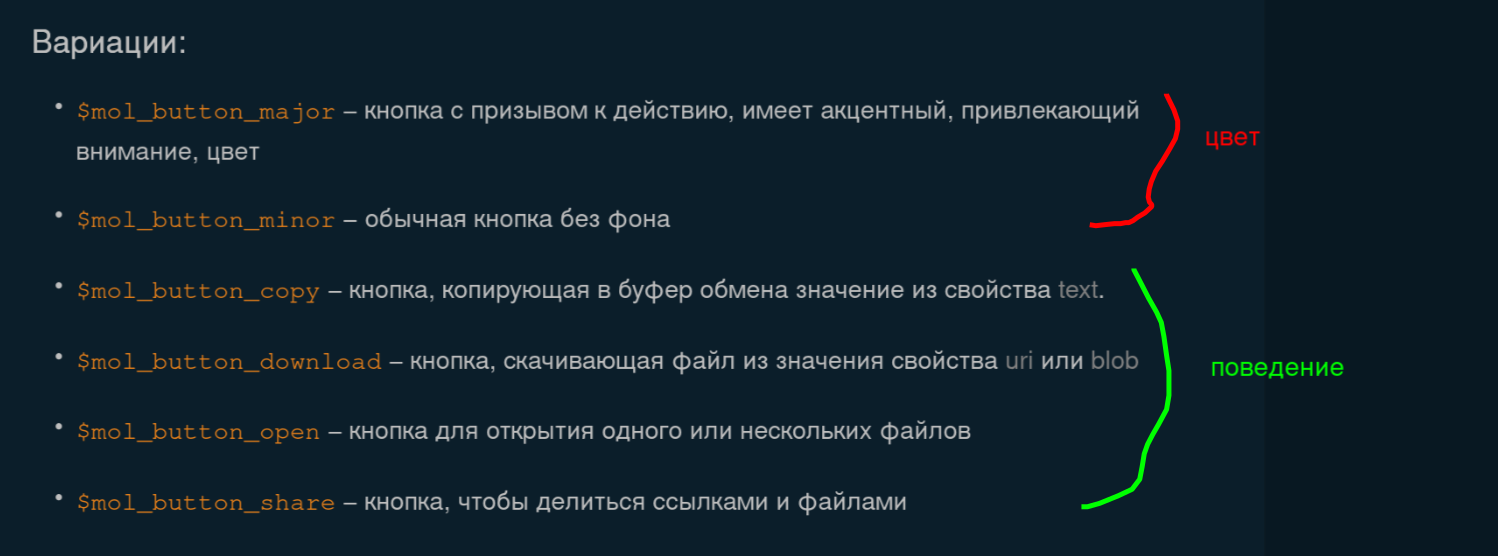 Вариации:
• $mol_button_major – кнопка с призывом к действию, имеет акцентный, привлекающий
внимание, цвет
цвет
• $mol_button_minor – обычная кнопка без фона
• $mol_button_copy – кнопка, копирующая в буфер обмена значение из свойства text.
• $mol_button_download – кнопка, скачивающая файл из значения свойства uri или blob
поведение
• $mol_button_open – кнопка для открытия одного или нескольких файлов
• $mol_button_share – кнопка, чтобы делиться ссылками и файлами